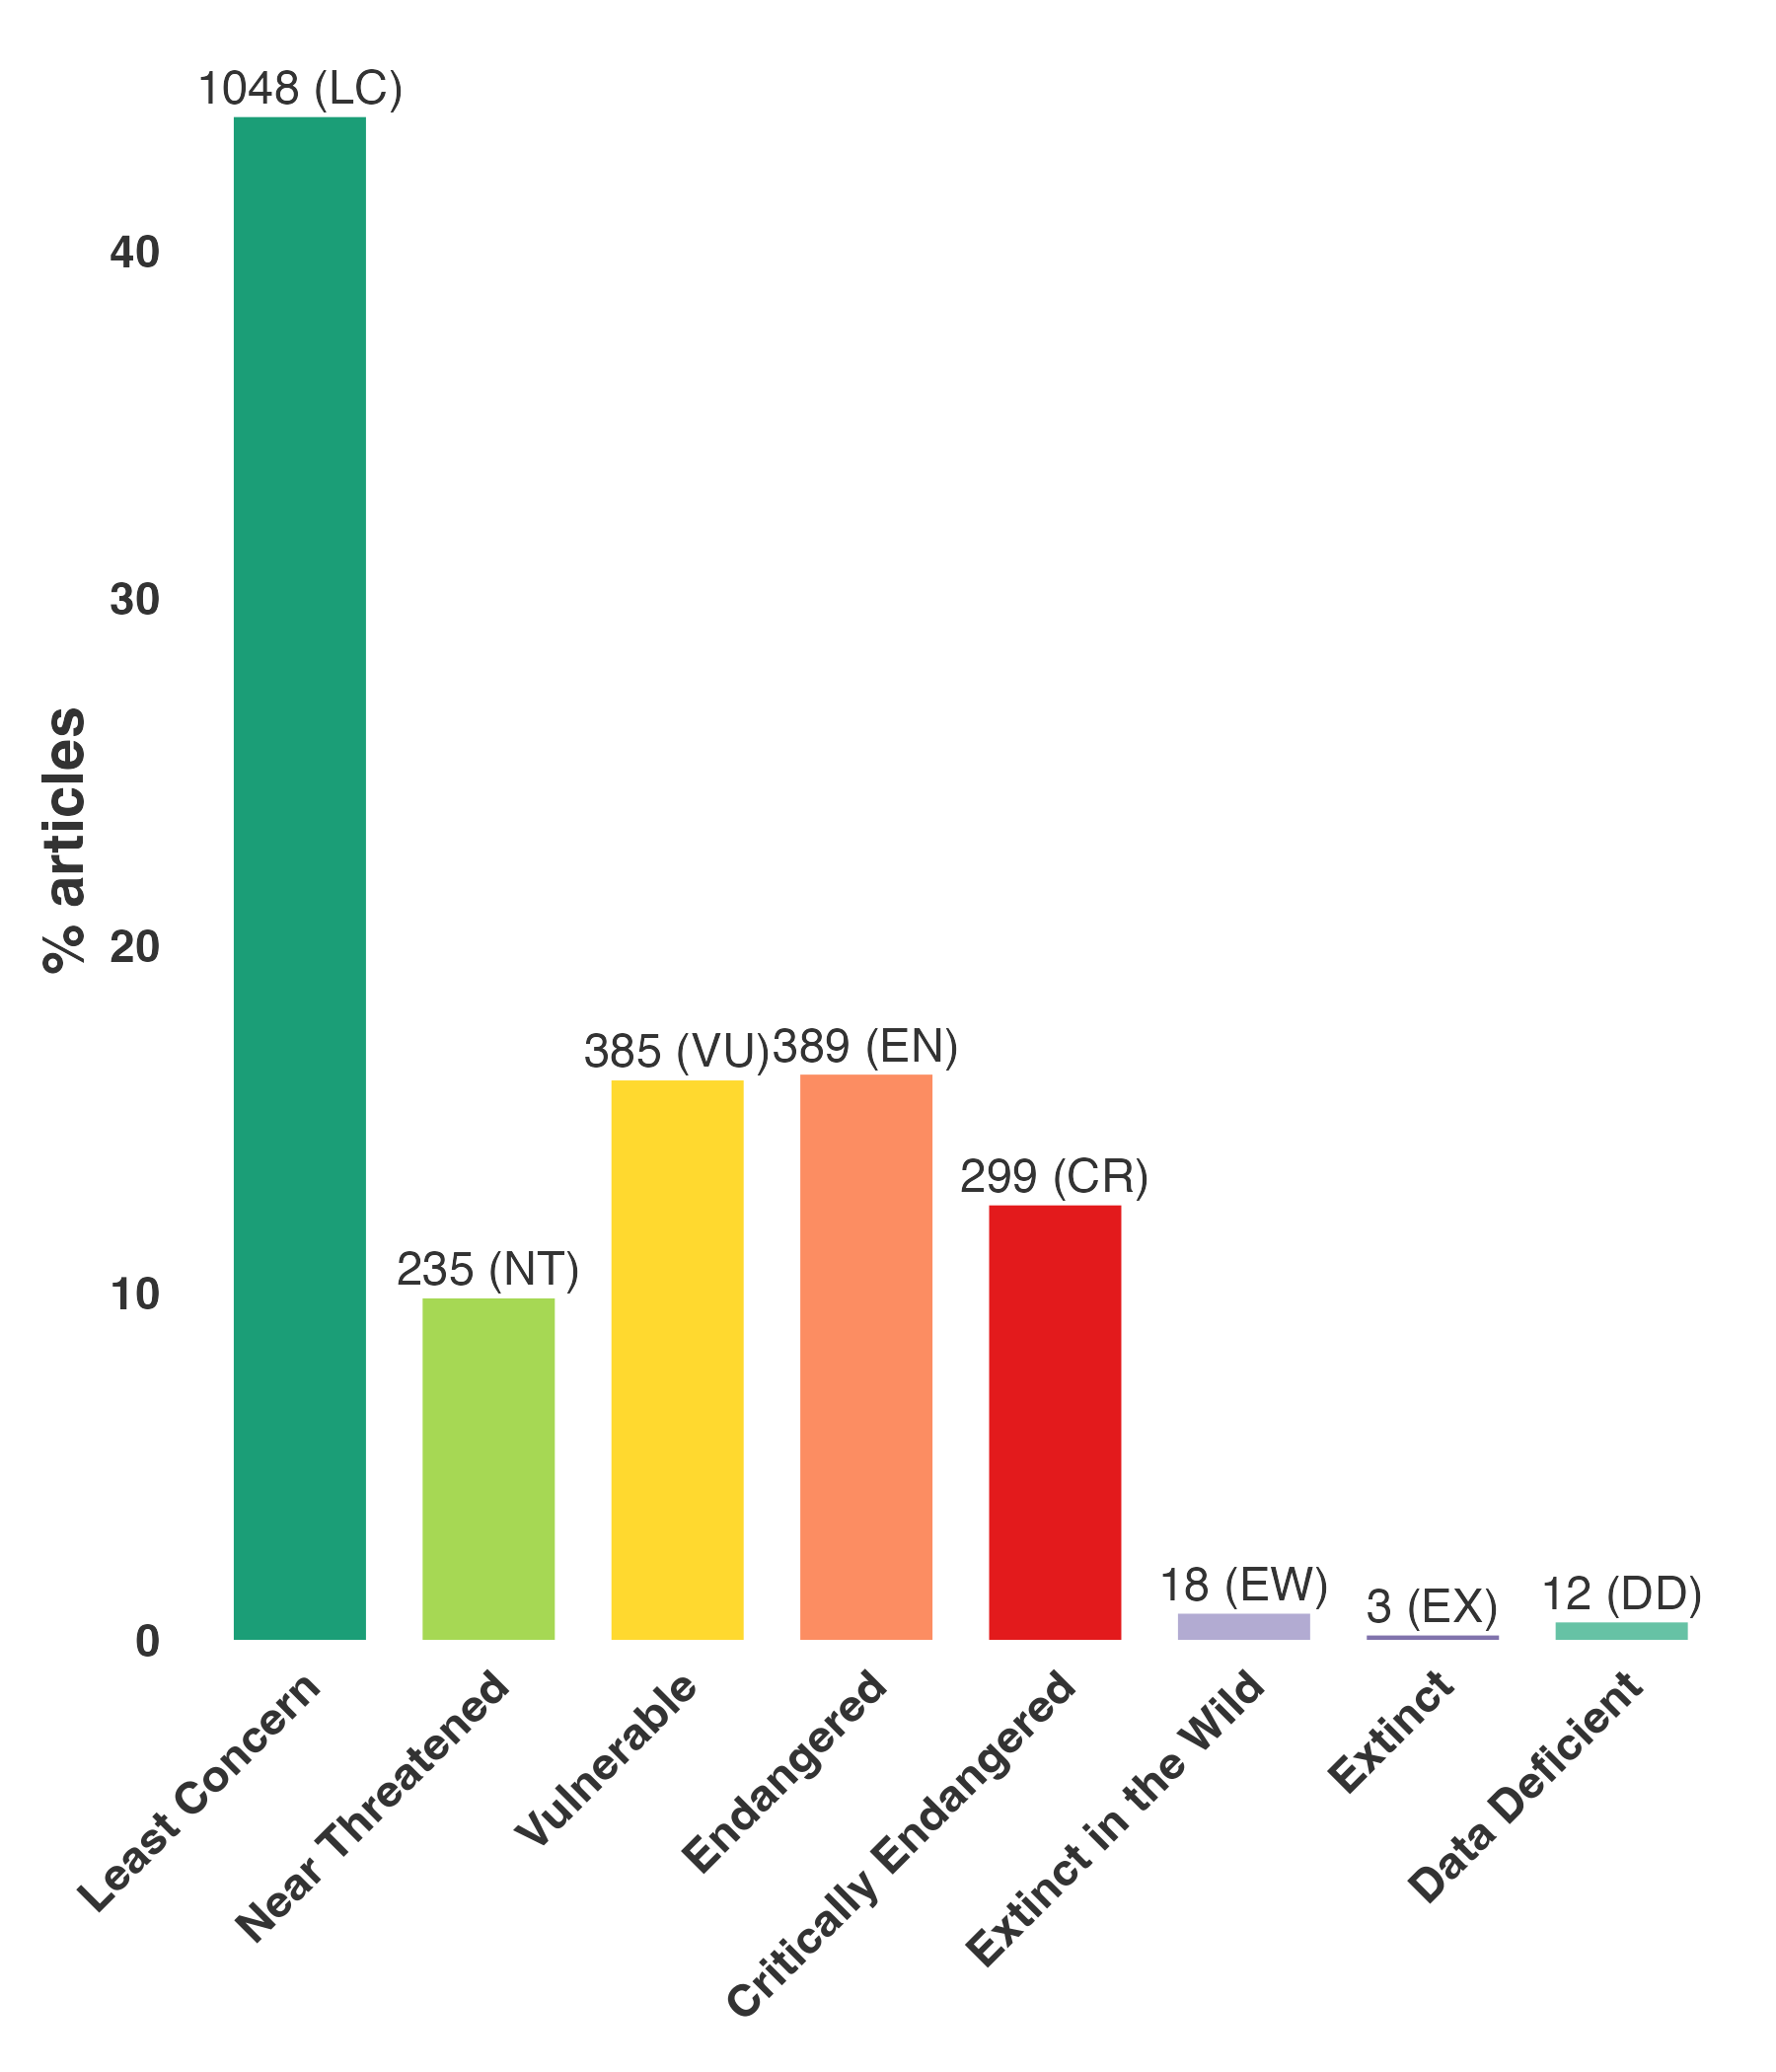 1048 (LC)
40
30
% articles
20
385 (VU)
389 (EN)
299 (CR)
235 (NT)
10
18 (EW)
3 (EX)
12 (DD)
0
Least Concern
Near Threatened
Vulnerable
Endangered
Critically Endangered
Extinct in the Wild
Extinct
Data Deficient